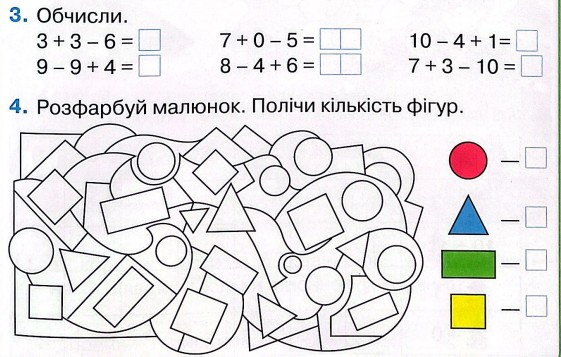 3. Обчисли.
3 + 3 – 6 = 7 + 0 – 5 = 10 – 4 + 1=
9 – 9 + 4 = 8 – 4 + 6 = 7 + 3 – 10 =
4. Розфарбуй малюнок. Полічи кількість фігур.
—
—
—
—